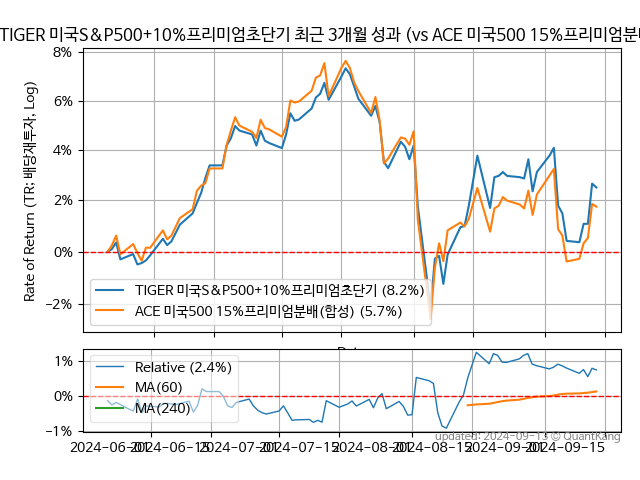 TIGER 미국S&P500+10%프리미엄초단기 최근 3개월 성과 (vs ACE 미국500 15%프리미엄분배
8%
6%
4%
2%
0%
−2%
Rate of Return (TR: 배당재투자, Log)
TIGER 미국S&P500+10%프리미엄초단기 (8.2%)
ACE 미국500 15%프리미엄분배(합성) (5.7%)
1%
0%
−1%
Relative (2.4%)
MA(60)
MA(240)
2024-06-01 2024-06-15 2024-07-01 2024-07-15 2024-08-01 2024-08-15 2024-09-01 2024-09-15
updated: 2024-09-13 © QuantKang